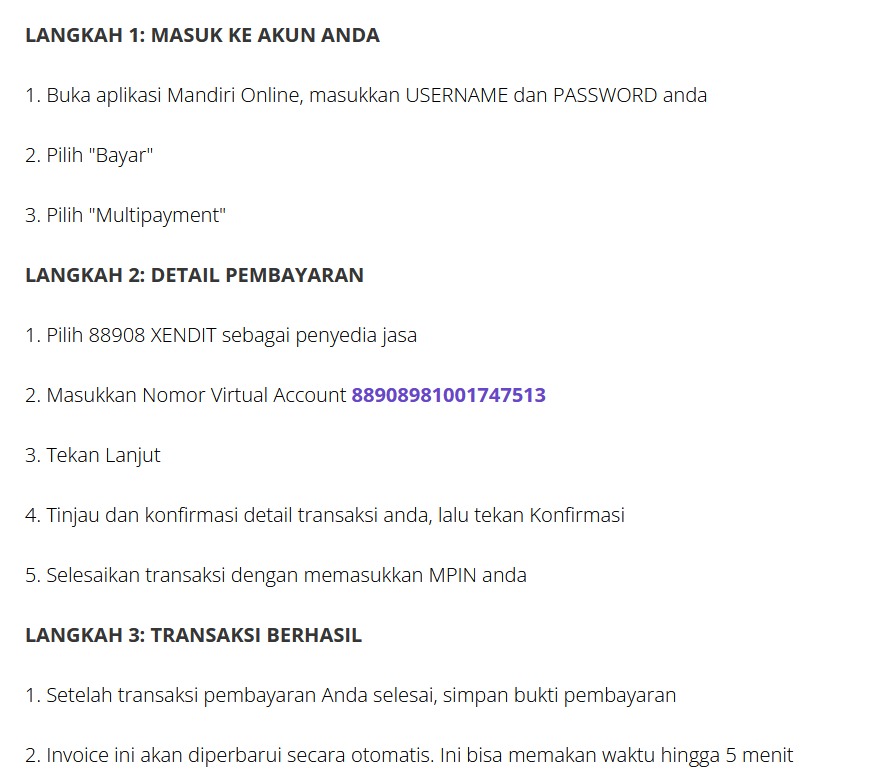 LANGKAH 1: MASUK KE AKUN ANDA
1. Buka aplikasi Mandiri Online, masukkan USERNAME dan PASSWORD anda
2. Pilih "Bayar"
3. Pilih "Multipayment"
LANGKAH 2: DETAIL PEMBAYARAN
1. Pilih 88908 XENDIT sebagai penyedia jasa
2. Masukkan Nomor Virtual Account 88908981001747513
3. Tekan Lanjut
4. Tinjau dan konfirmasi detail transaksi anda, lalu tekan Konfirmasi
5. Selesaikan transaksi dengan memasukkan MPIN anda
LANGKAH 3: TRANSAKSI BERHASIL
1. Setelah transaksi pembayaran Anda selesai, simpan bukti pembayaran
2. Invoice ini akan diperbarui secara otomatis. Ini bisa memakan waktu hingga 5 menit